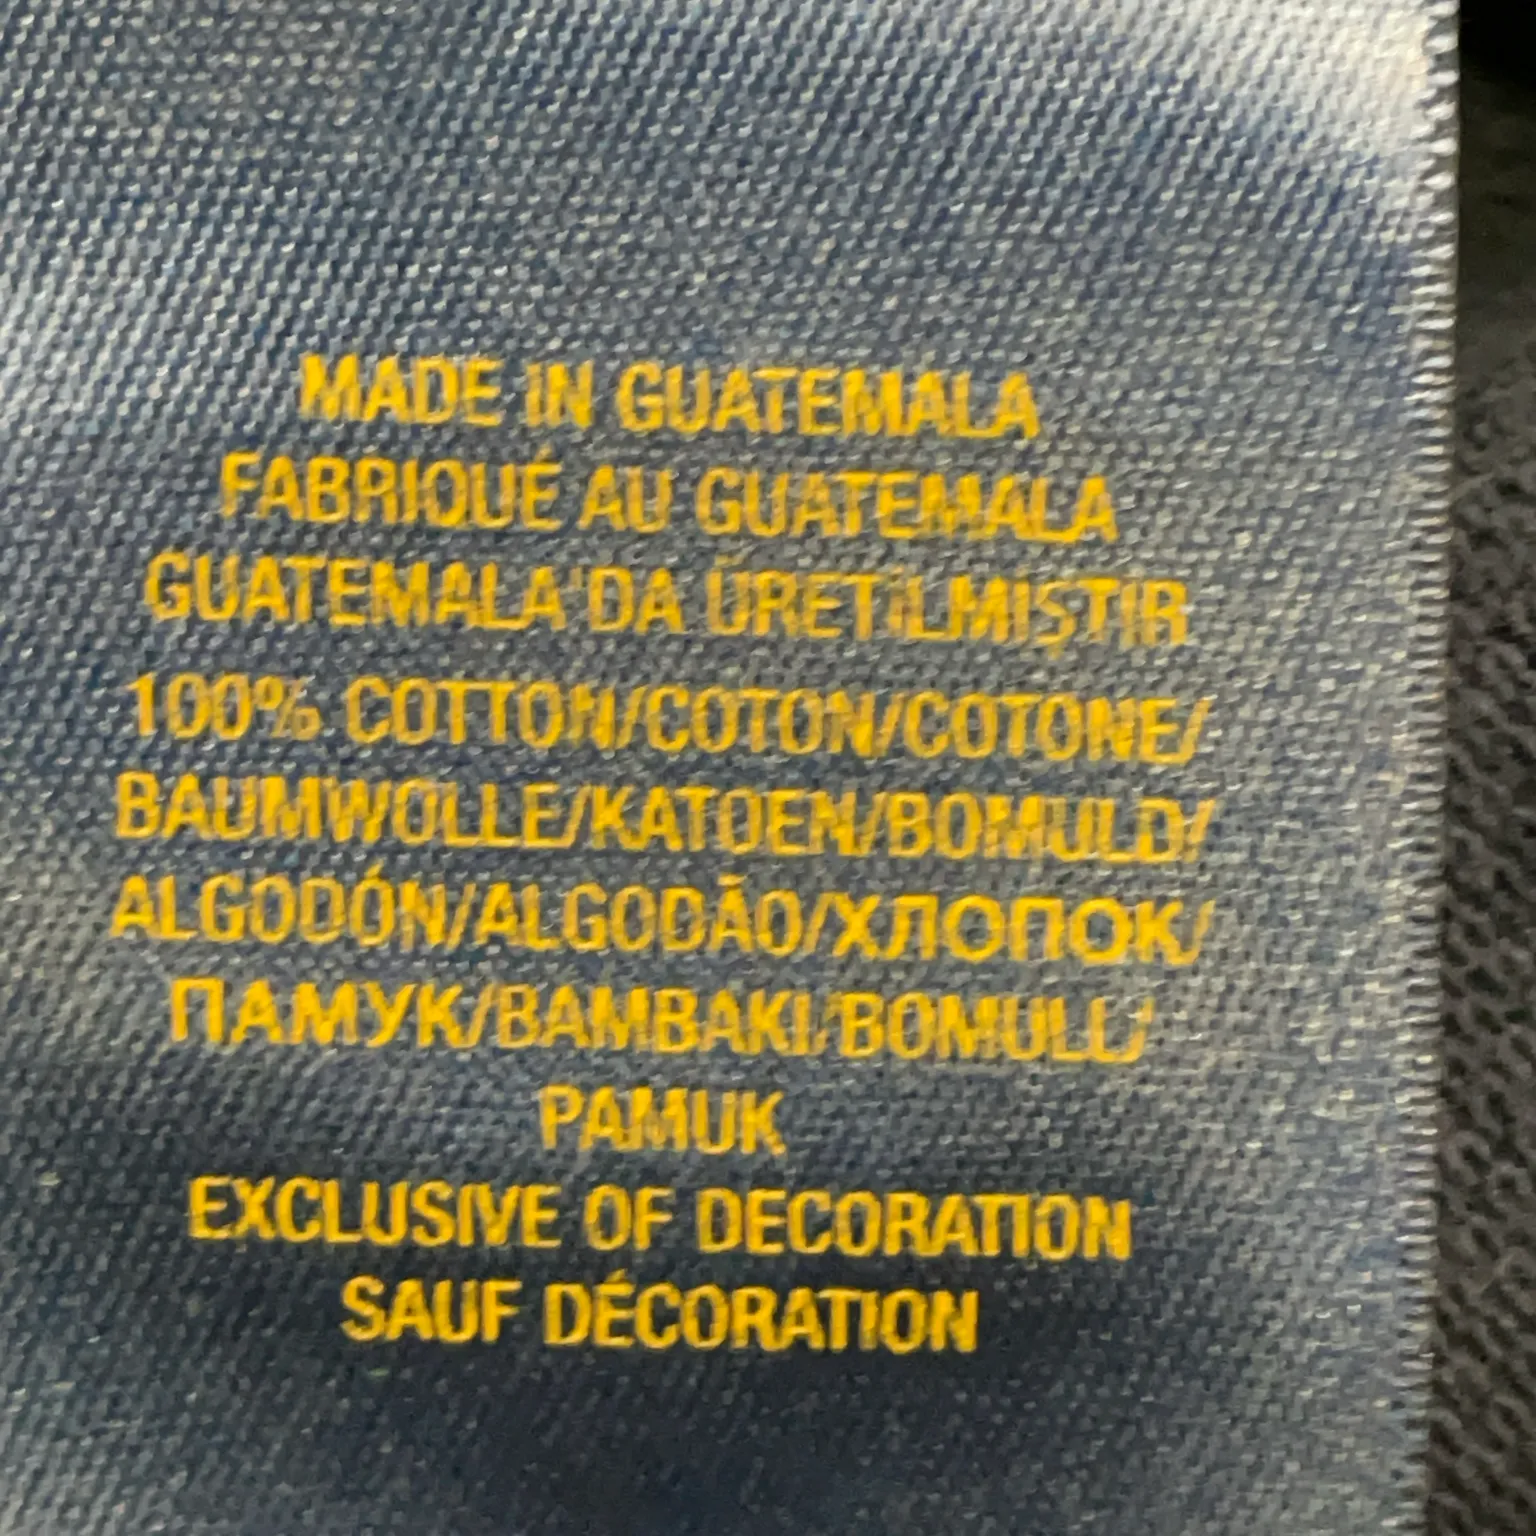 MADE IN GUATEMALA
FABRIQUÉ AU GUATEMALA
GUATEMALA'DA ÜRETİLMİŞTİR
100% COTTON/COTON/COTONE/
BAUMWOLLE/KATOEN/BOMULD/
ALGODÓN/ALGODÃO/ХЛОПОК/
ПАМУК/BAMBAKI/BOMULL/
PAMUK
EXCLUSIVE OF DECORATION
SAUF DÉCORATION